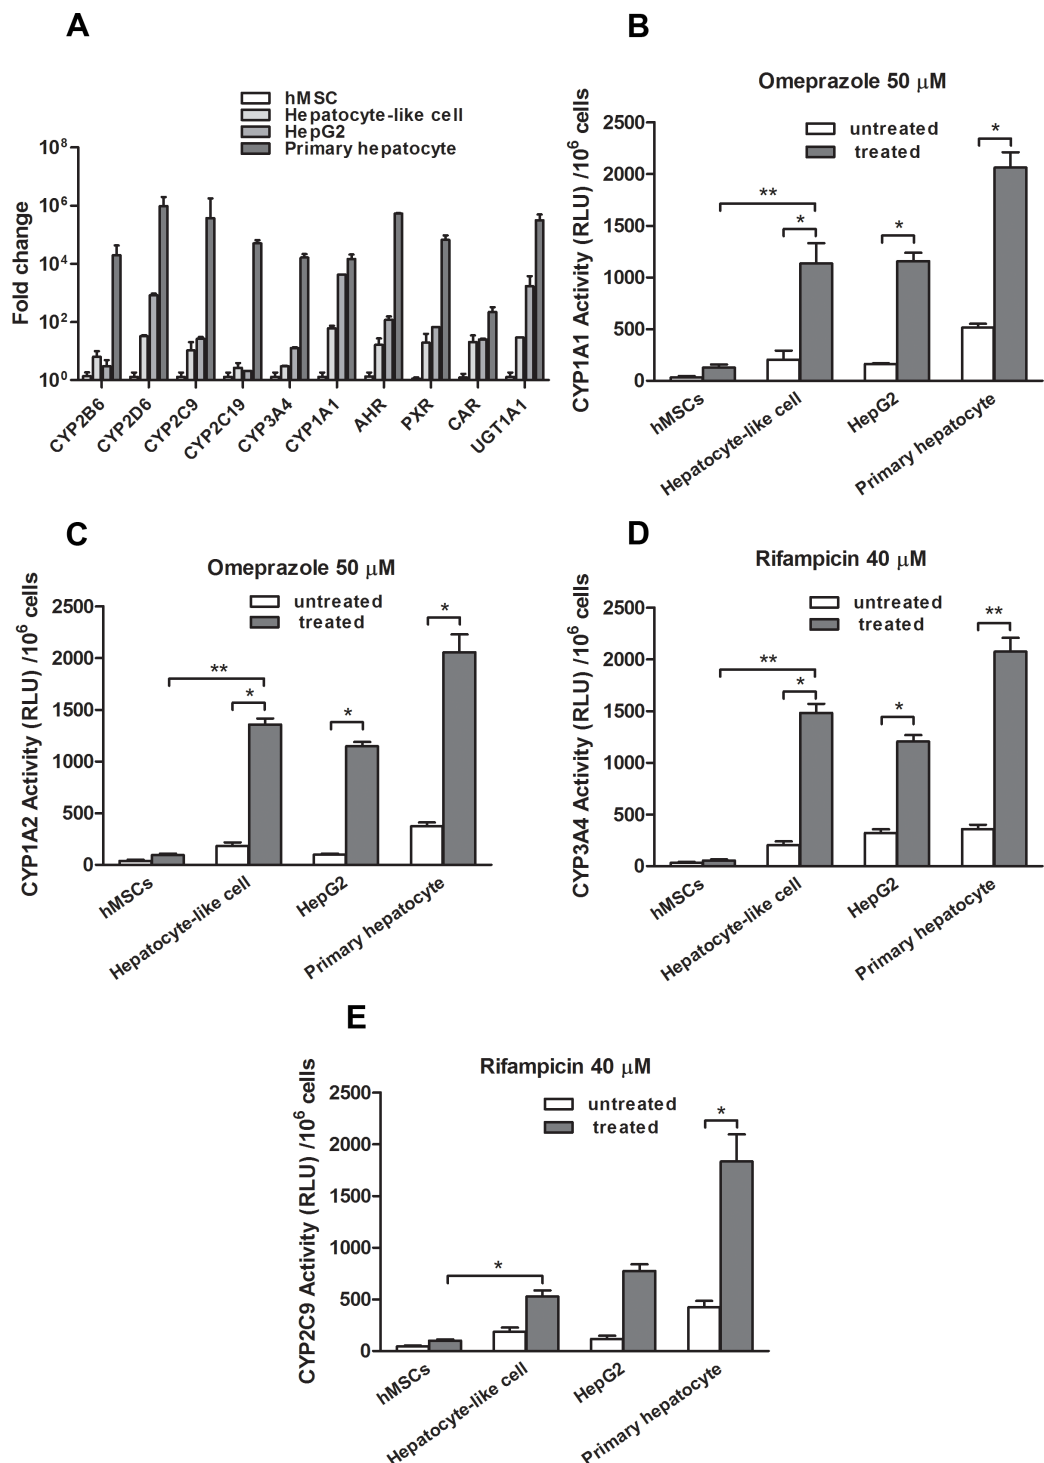 A
hMSC
Hepatocyte-like cell
HepG2
Primary hepatocyte
Fold change
10^8
10^6
10^4
10^2
10^0
CYP2B6
CYP2D6
CYP2C9
CYP2C19
CYP3A4
CYP1A1
AHR
PXR
CAR
UGT1A1
B
Omeprazole 50 µM
untreated
treated
CYP1A1 Activity (RLU) /10^6 cells
2500
2000
1500
1000
500
0
**
*
*
*
hMSCs
Hepatocyte-like cell
HepG2
Primary hepatocyte
C
Omeprazole 50 µM
untreated
treated
CYP1A2 Activity (RLU) /10^6 cells
2500
2000
1500
1000
500
0
**
*
*
*
hMSCs
Hepatocyte-like cell
HepG2
Primary hepatocyte
D
Rifampicin 40 µM
untreated
treated
CYP3A4 Activity (RLU) /10^6 cells
2500
2000
1500
1000
500
0
**
*
*
**
hMSCs
Hepatocyte-like cell
HepG2
Primary hepatocyte
E
Rifampicin 40 µM
untreated
treated
CYP2C9 Activity (RLU) /10^6 cells
2500
2000
1500
1000
500
0
*
*
hMSCs
Hepatocyte-like cell
HepG2
Primary hepatocyte